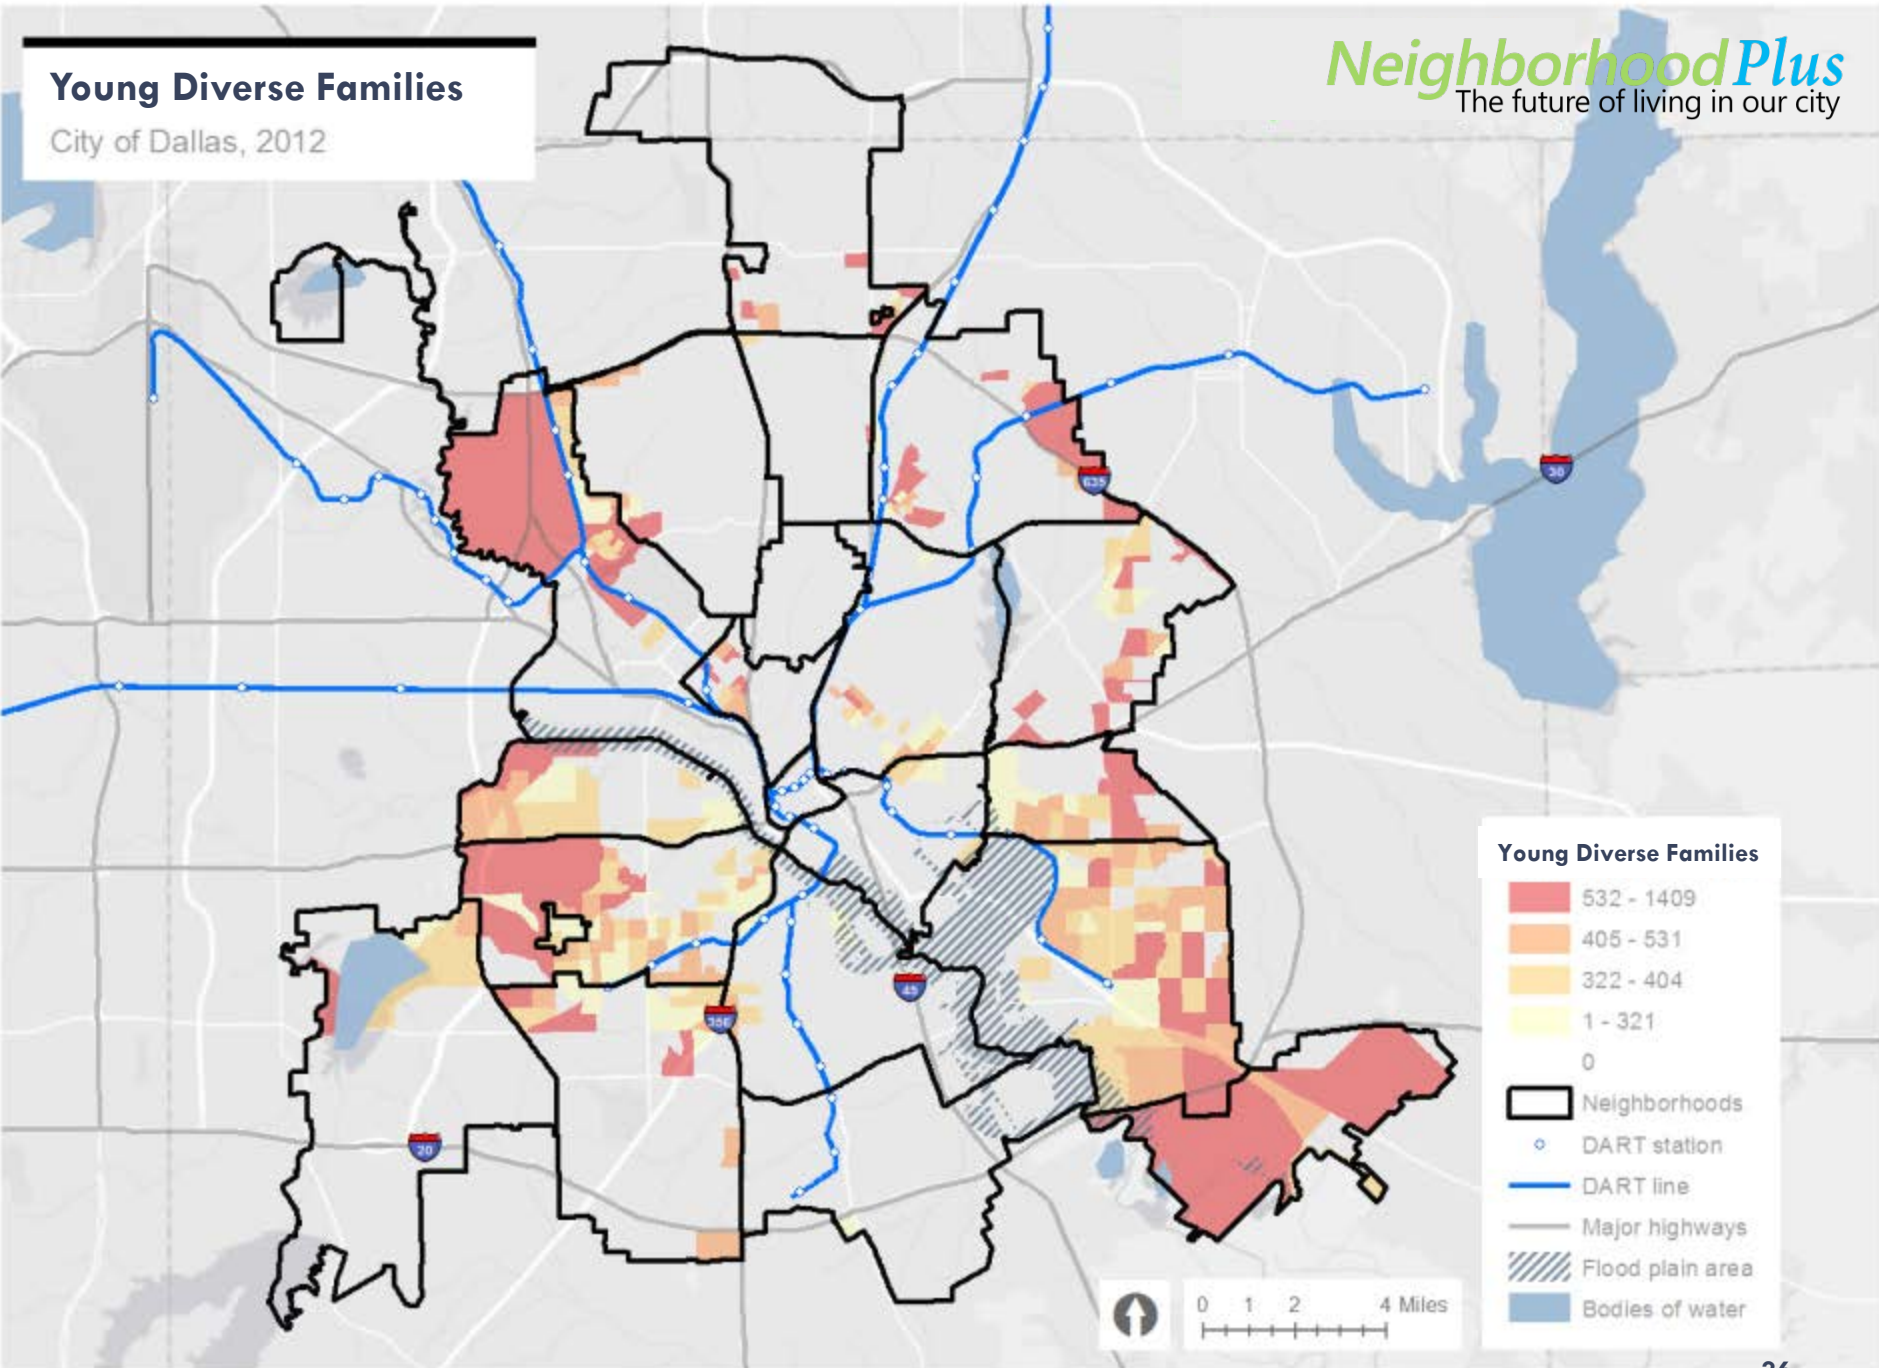 Young Diverse Families
City of Dallas, 2012
Neighborhood Plus
The future of living in our city
635
30
45
20
Young Diverse Families
532 - 1409
405 - 531
322 - 404
1 - 321
0
Neighborhoods
DART station
DART line
Major highways
Flood plain area
Bodies of water
0 1 2 4 Miles